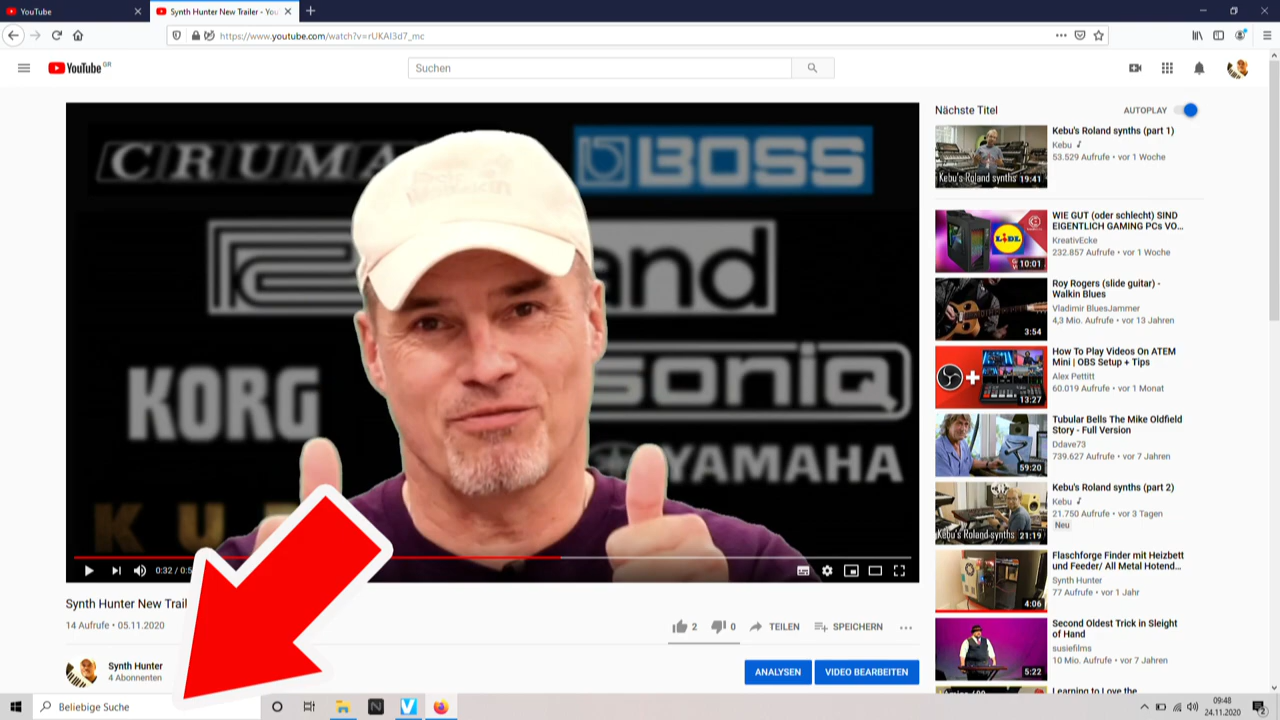 YouTube
Synth Hunter New Trailer - You
https://www.youtube.com/watch?v=rUKAI3d7_mc
YouTube GR
Suchen
BOSS
KORG
YAMAHA
0:32
Synth Hunter New Trail
14 Aufrufe • 05.11.2020
2
0
TEILEN
SPEICHERN
Synth Hunter
4 Abonnenten
ANALYSEN
VIDEO BEARBEITEN
Nächste Titel
AUTOPLAY
Kebu's Roland synths
19:41
Kebu's Roland synths (part 1)
Kebu
53.529 Aufrufe • vor 1 Woche
LIDL
10:01
WIE GUT (oder schlecht) SIND
EIGENTLICH GAMING PCs VO...
KreativEcke
232.857 Aufrufe • vor 1 Woche
3:54
Roy Rogers (slide guitar) -
Walkin Blues
Vladimir BluesJammer
4,3 Mio. Aufrufe • vor 13 Jahren
13:27
How To Play Videos On ATEM
Mini | OBS Setup + Tips
Alex Pettitt
60.019 Aufrufe • vor 1 Monat
59:20
Tubular Bells The Mike Oldfield
Story - Full Version
Ddave73
739.627 Aufrufe • vor 7 Jahren
Kebu's Roland synths
21:19
Kebu's Roland synths (part 2)
Kebu
21.750 Aufrufe • vor 3 Tagen
Neu
4:06
Flaschforge Finder mit Heizbett
und Feeder/ All Metal Hotend...
Synth Hunter
77 Aufrufe • vor 1 Jahr
5:22
Second Oldest Trick in Sleight
of Hand
susiefilms
10 Mio. Aufrufe • vor 7 Jahren
Learning to Love the
Beliebige Suche
09:48
24.11.2020
2